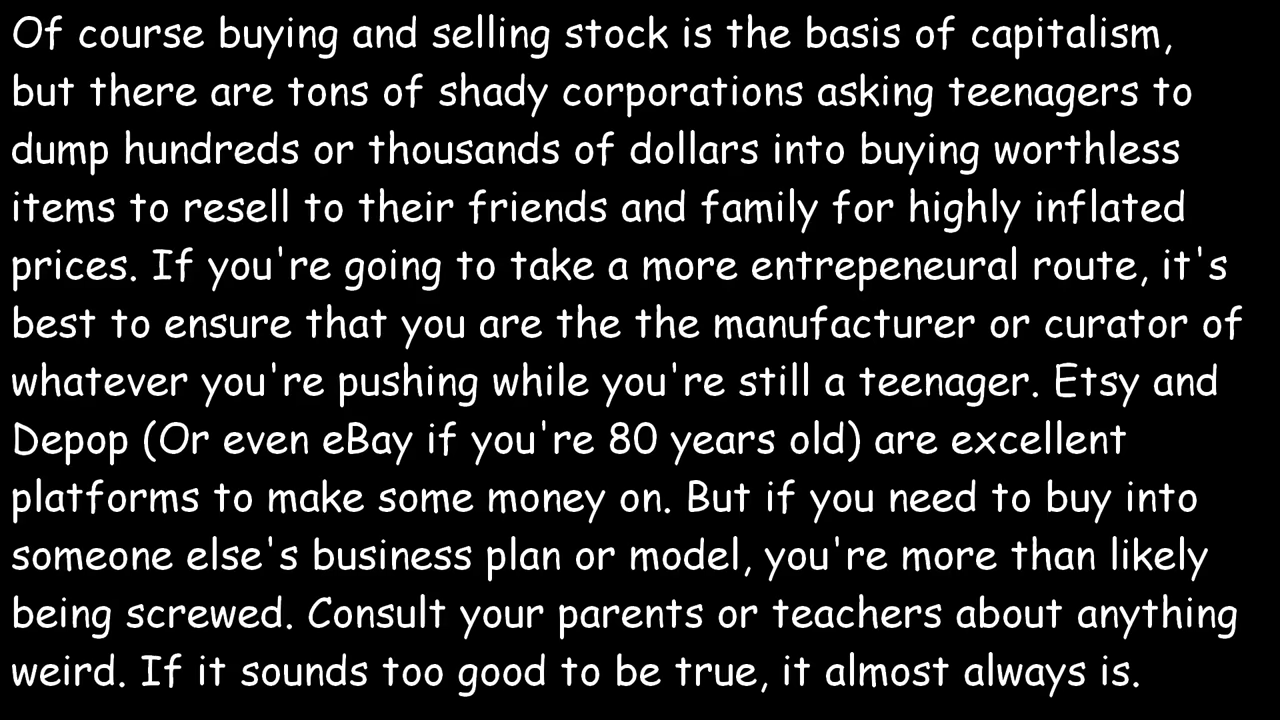 Of course buying and selling stock is the basis of capitalism,
but there are tons of shady corporations asking teenagers to
dump hundreds or thousands of dollars into buying worthless
items to resell to their friends and family for highly inflated
prices. If you're going to take a more entrepeneural route, it's
best to ensure that you are the the manufacturer or curator of
whatever you're pushing while you're still a teenager. Etsy and
Depop (Or even eBay if you're 80 years old) are excellent
platforms to make some money on. But if you need to buy into
someone else's business plan or model, you're more than likely
being screwed. Consult your parents or teachers about anything
weird. If it sounds too good to be true, it almost always is.